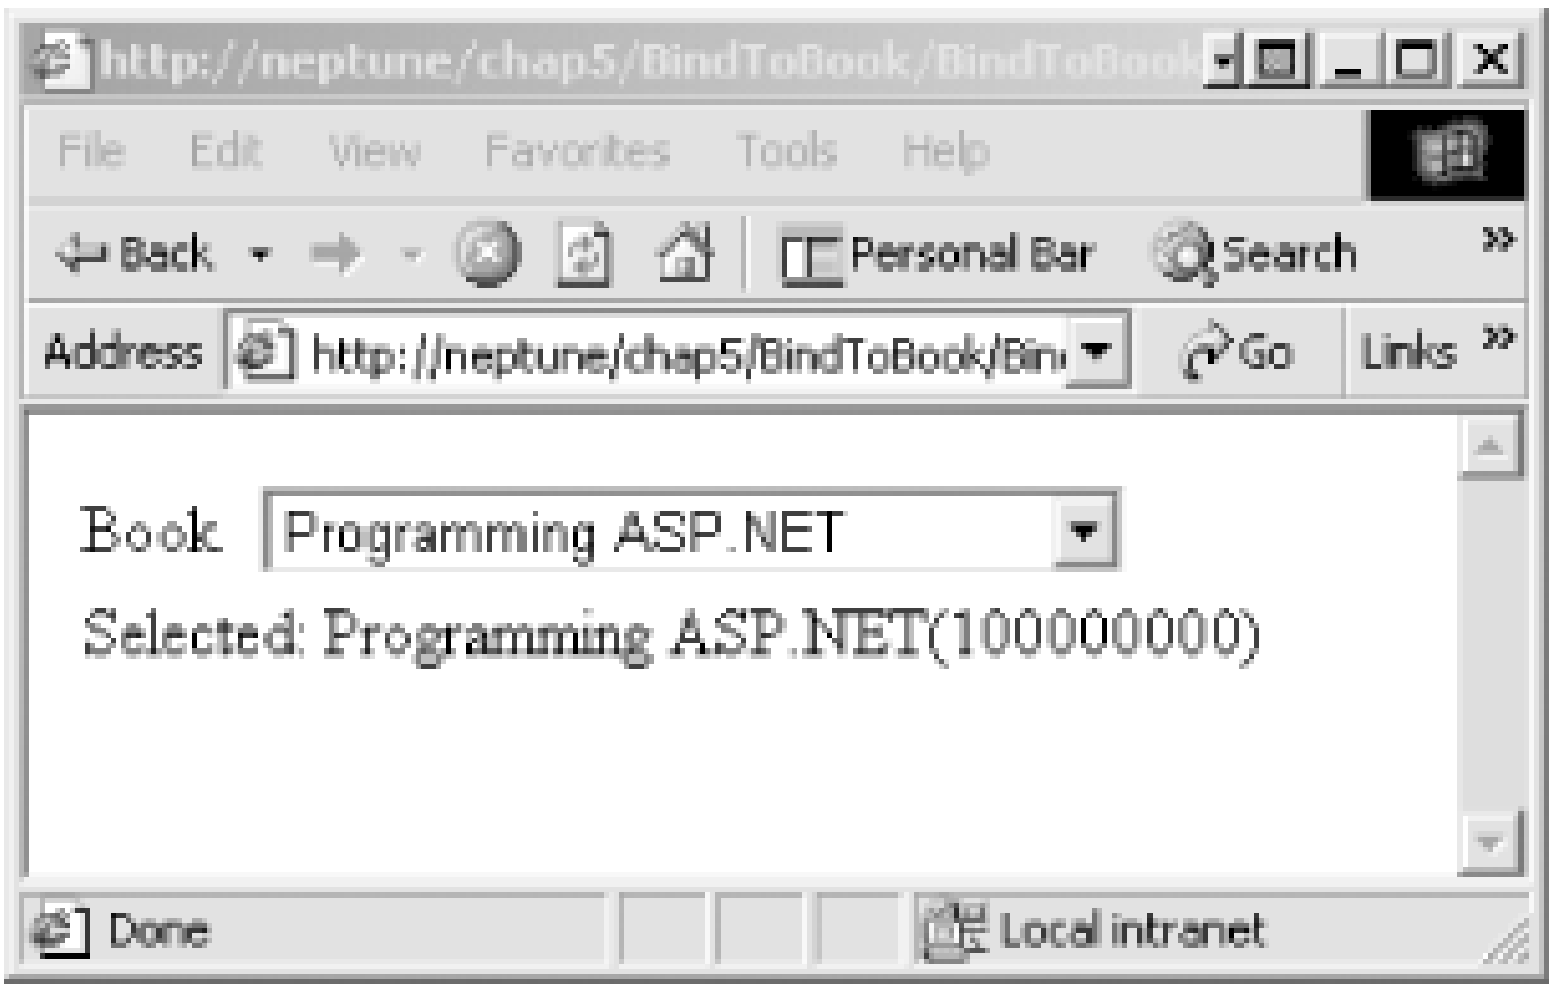 http://neptune/chap5/BindToBook/BindToBook
File Edit View Favorites Tools Help
Back Personal Bar Search »
Address http://neptune/chap5/BindToBook/Bin Go Links »
Book Programming ASP.NET
Selected: Programming ASP.NET(100000000)
Done Local intranet